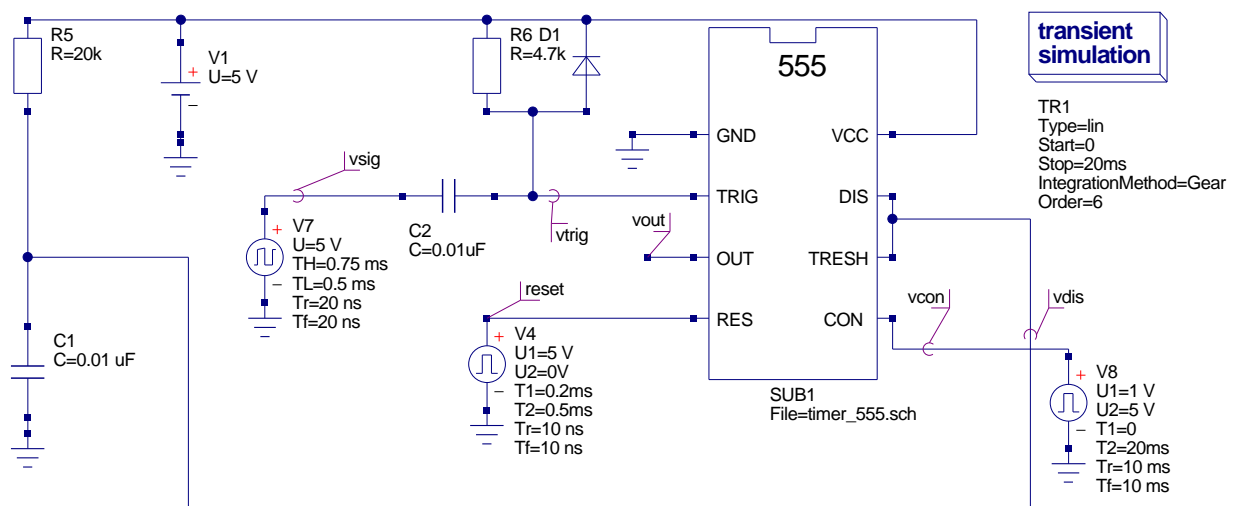 R5
R=20k
V1
U=5 V
+
−
R6 D1
R=4.7k
555
GND
TRIG
OUT
RES
VCC
DIS
TRESH
CON
SUB1
File=timer_555.sch
transient
simulation
TR1
Type=lin
Start=0
Stop=20ms
IntegrationMethod=Gear
Order=6
vsig
C2
C=0.01uF
vtrig
vout
V7
U=5 V
TH=0.75 ms
TL=0.5 ms
Tr=20 ns
Tf=20 ns
+
−
reset
V4
U1=5 V
U2=0V
T1=0.2ms
T2=0.5ms
Tr=10 ns
Tf=10 ns
+
−
vcon
vdis
C1
C=0.01 uF
V8
U1=1 V
U2=5 V
T1=0
T2=20ms
Tr=10 ms
Tf=10 ms
+
−